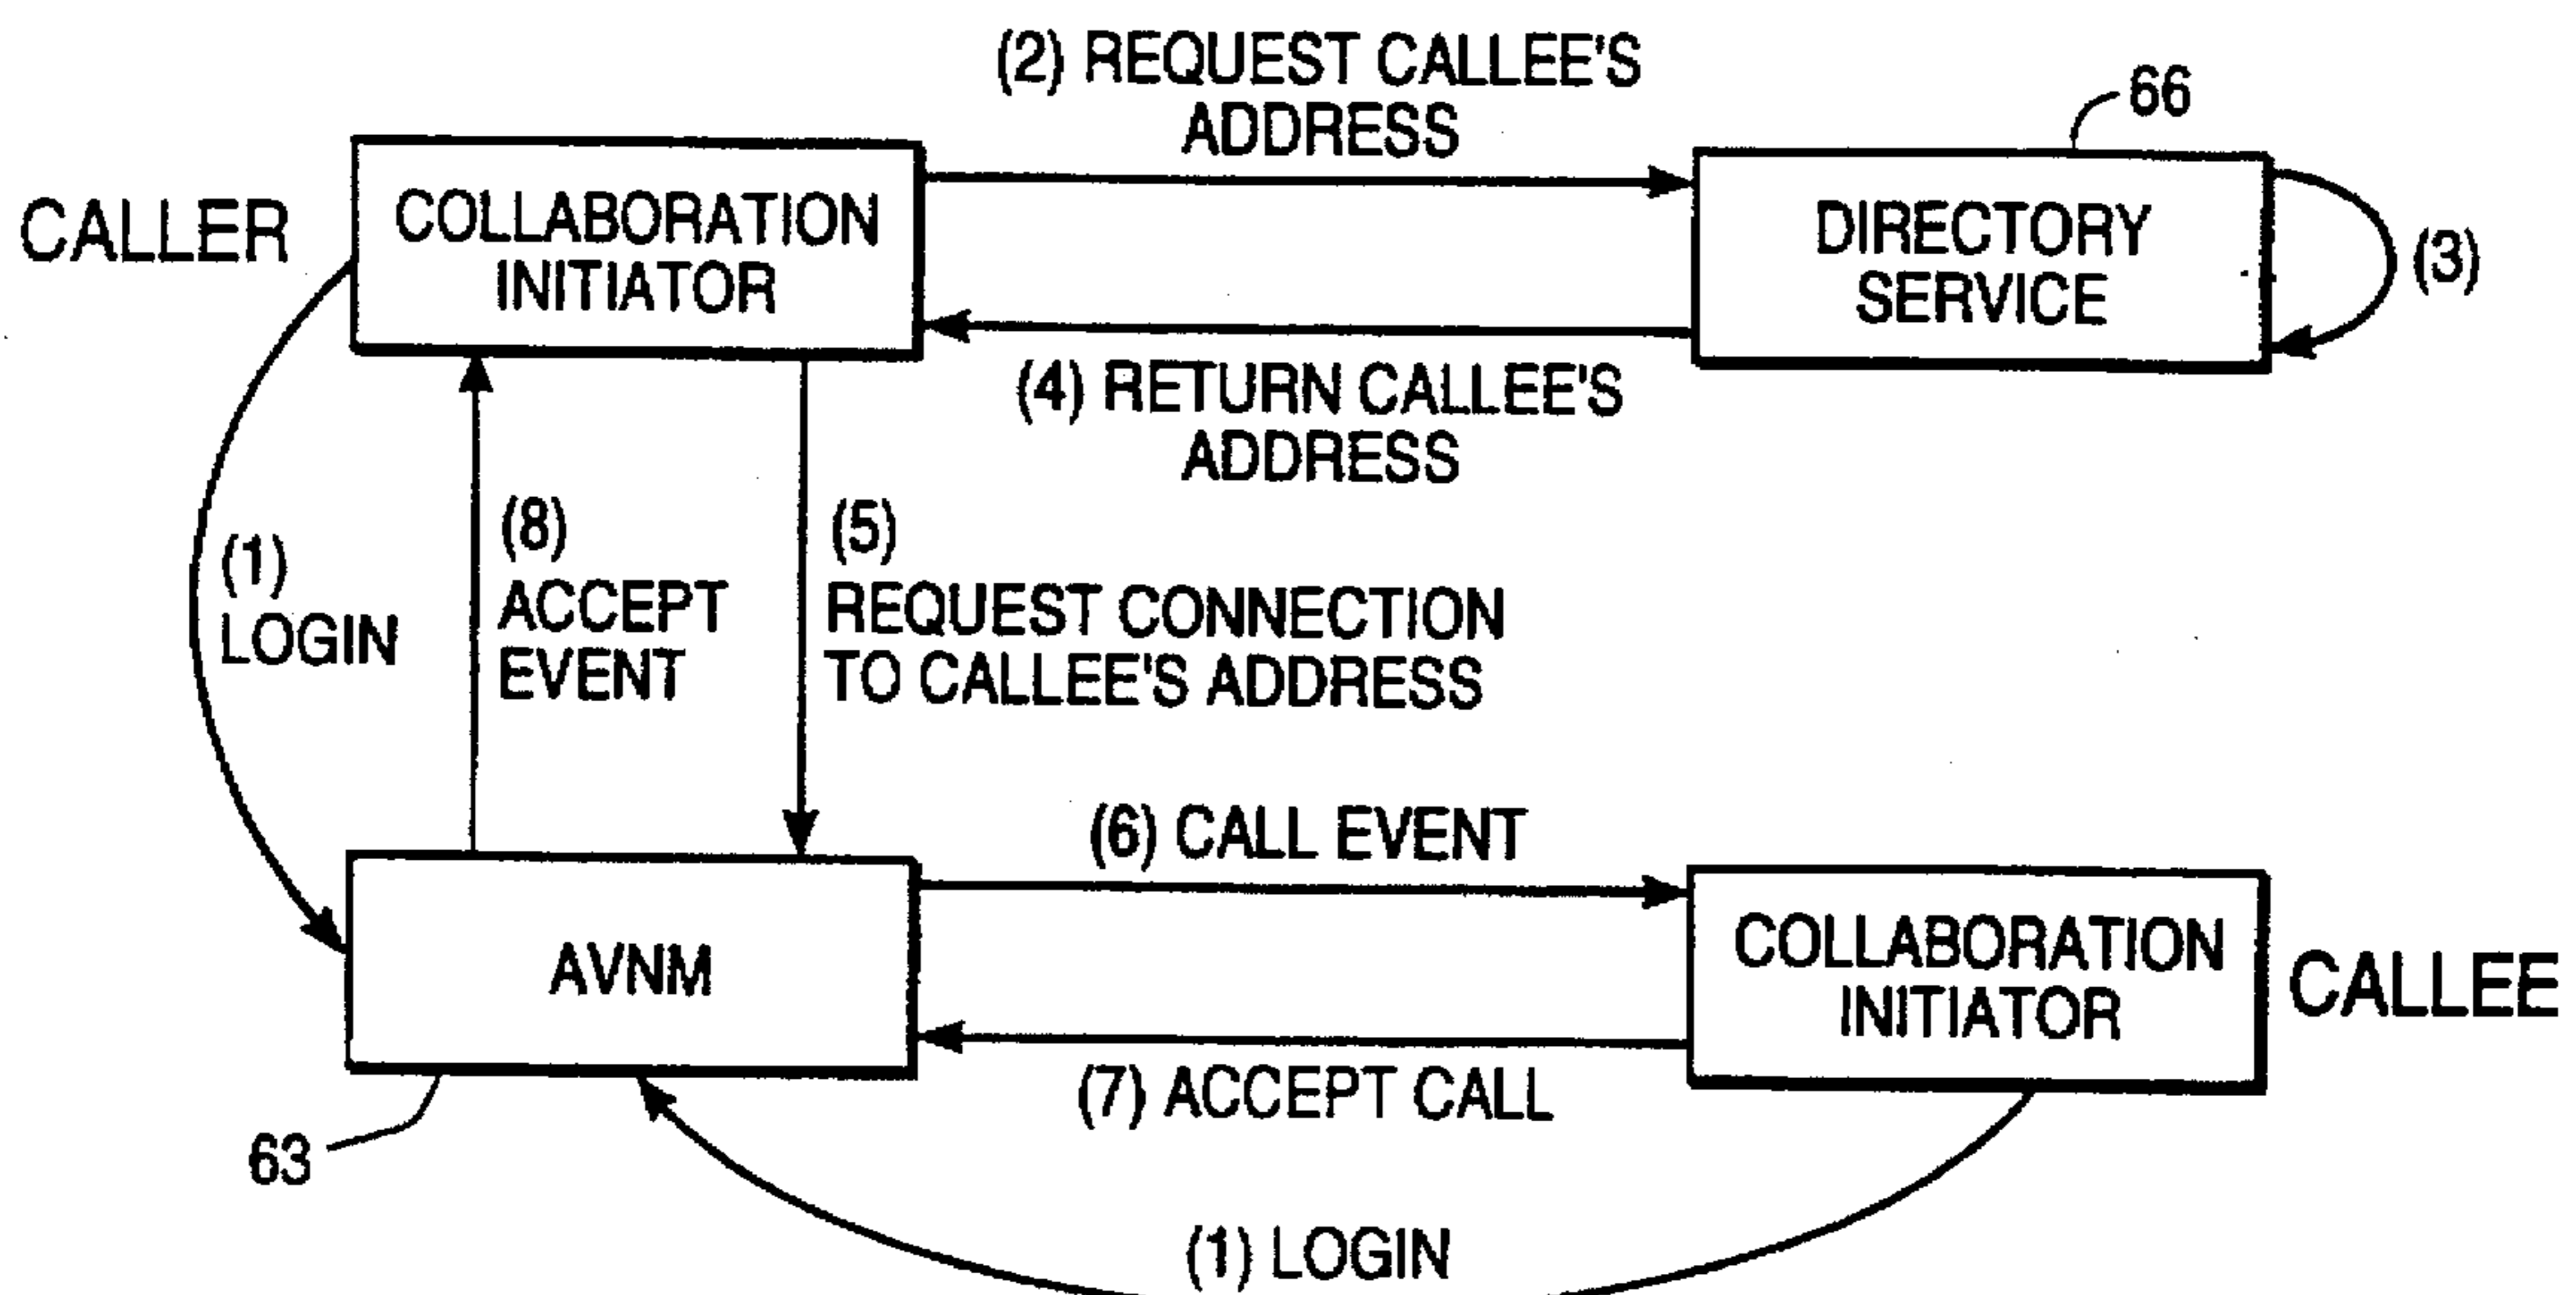 (2) REQUEST CALLEE'S
ADDRESS
66
CALLER
COLLABORATION
INITIATOR
DIRECTORY
SERVICE
(3)
(4) RETURN CALLEE'S
ADDRESS
(1)
LOGIN
(8)
ACCEPT
EVENT
(5)
REQUEST CONNECTION
TO CALLEE'S ADDRESS
(6) CALL EVENT
AVNM
COLLABORATION
INITIATOR
CALLEE
(7) ACCEPT CALL
63
(1) LOGIN